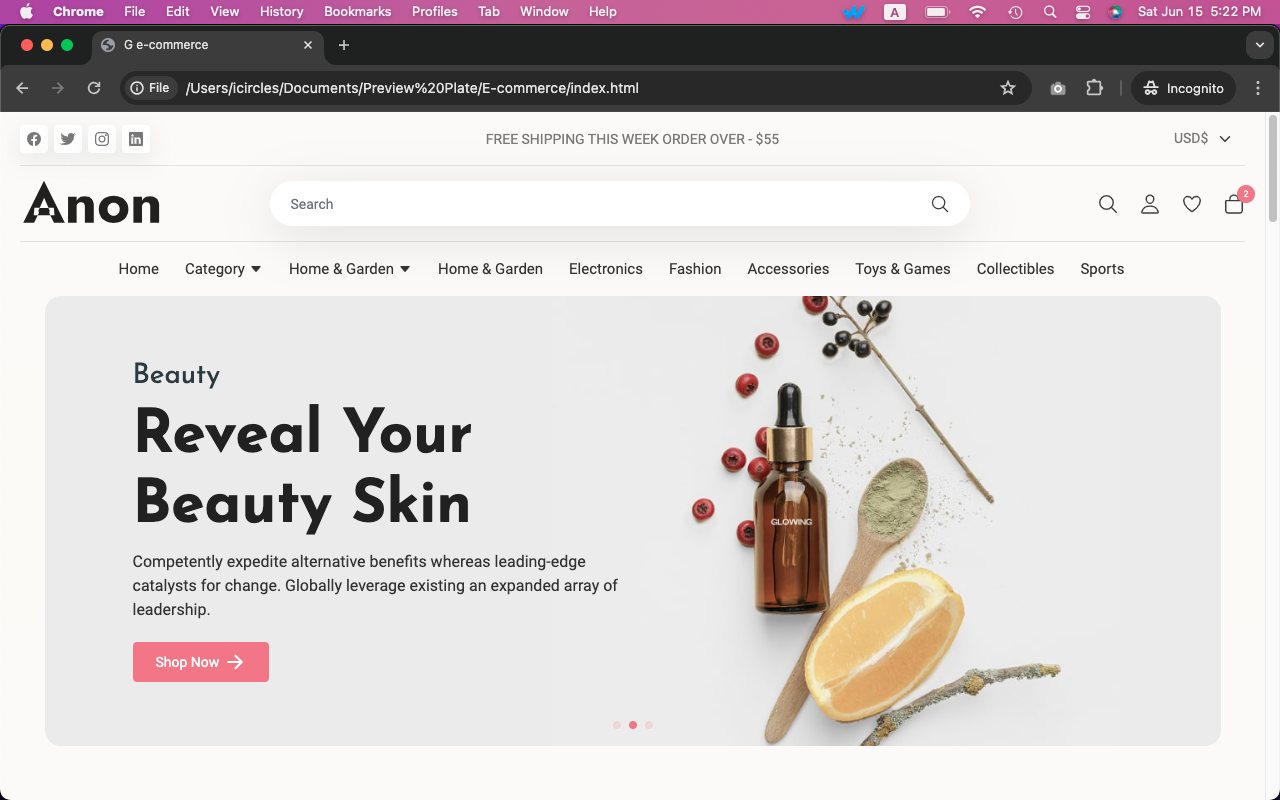 Chrome File Edit View History Bookmarks Profiles Tab Window Help A Sat Jun 15 5:22 PM
G e-commerce
File /Users/icircles/Documents/Preview%20Plate/E-commerce/index.html Incognito
FREE SHIPPING THIS WEEK ORDER OVER - $55 USD$
Anon Search 2
Home Category Home & Garden Home & Garden Electronics Fashion Accessories Toys & Games Collectibles Sports
Beauty
Reveal Your
Beauty Skin
GLOWING
Competently expedite alternative benefits whereas leading-edge
catalysts for change. Globally leverage existing an expanded array of
leadership.
Shop Now